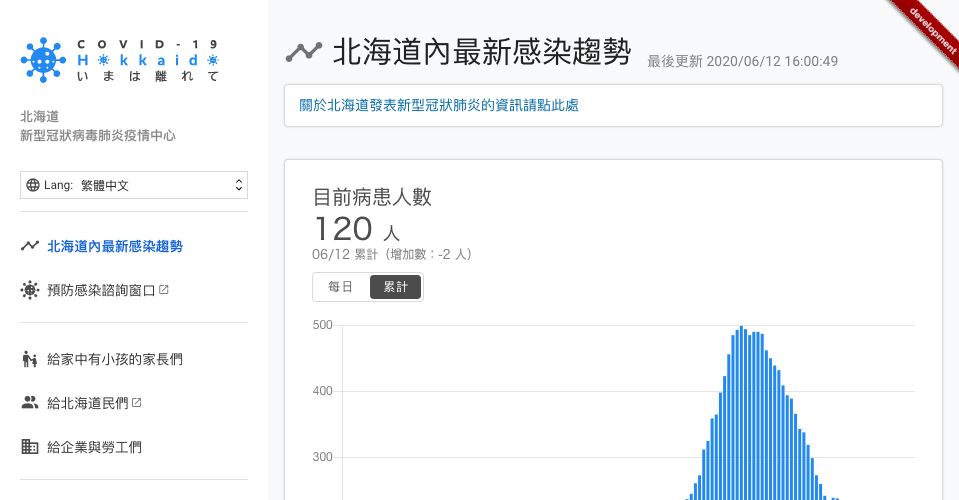 COVID-19
Hokkaido
いまは離れて
北海道
新型冠狀病毒肺炎疫情中心
Lang: 繁體中文
北海道內最新感染趨勢
預防感染諮詢窗口
給家中有小孩的家長們
給北海道民們
給企業與勞工們
development
北海道內最新感染趨勢
最後更新 2020/06/12 16:00:49
關於北海道發表新型冠狀肺炎的資訊請點此處
目前病患人數
120 人
06/12 累計（增加數：-2 人）
每日 累計
500
400
300